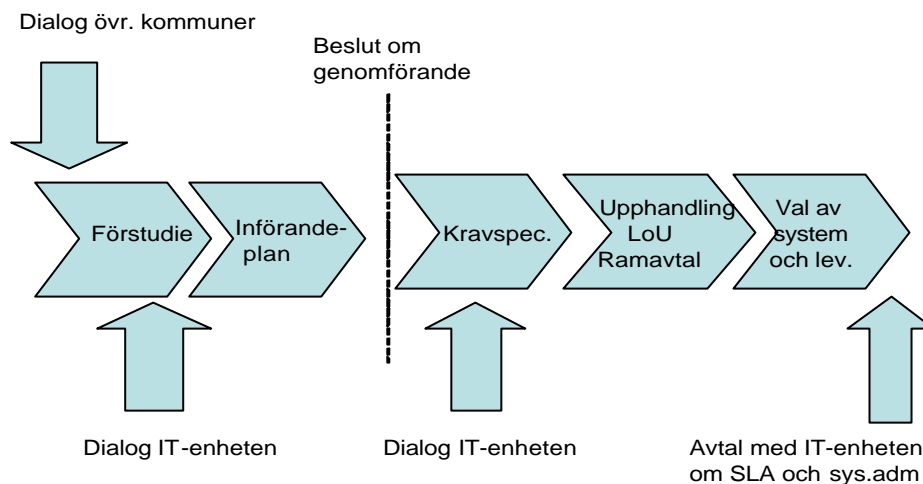 Dialog övr. kommuner
Beslut om
genomförande
Förstudie
Införande-
plan
Kravspec.
Upphandling
LoU
Ramavtal
Val av
system
och lev.
Dialog IT-enheten
Dialog IT-enheten
Avtal med IT-enheten
om SLA och sys.adm